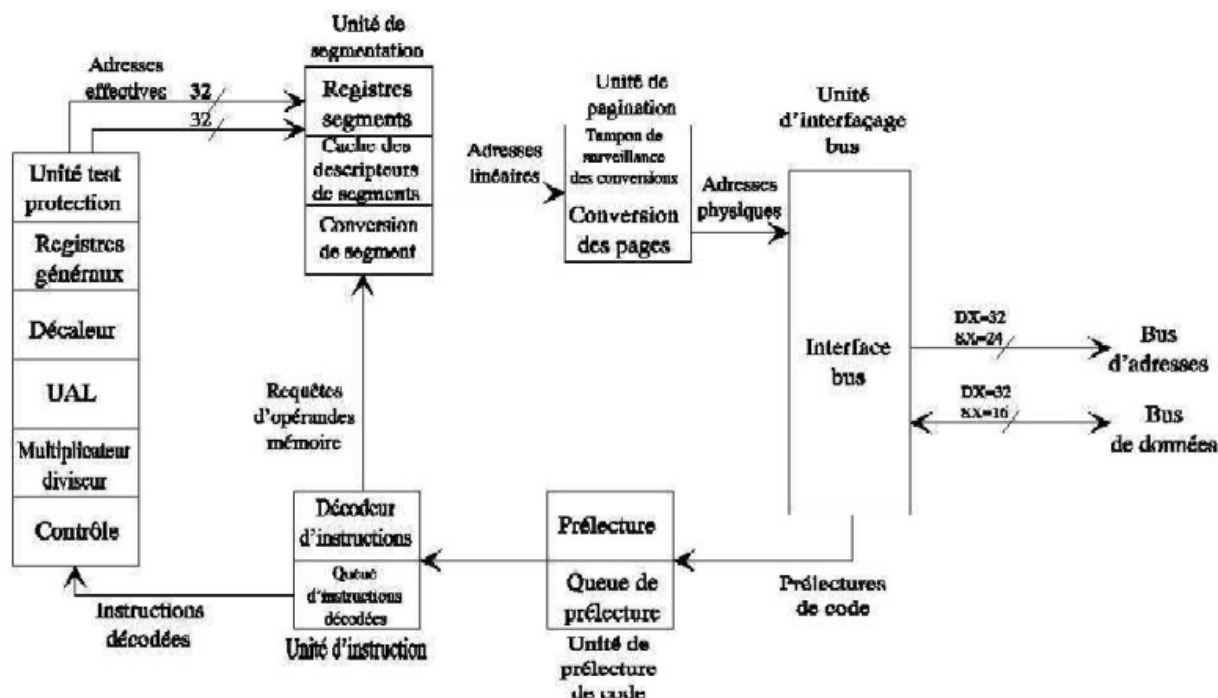 Unité de
segmentation
Adresses
effectives
32
32
Registres
segments
Cache des
descripteurs
de segments
Conversion
de segment
Unité de
pagination
Tampon de
surveillance
des conversions
Conversion
des pages
Adresses
linéaires
Adresses
physiques
Unité
d'interfaçage
bus
Interface
bus
DX=32
SX=24
Bus
d'adresses
DX=32
SX=16
Bus
de données
Unité test
protection
Registres
généraux
Décaleur
UAL
Multiplicateur
diviseur
Contrôle
Requêtes
d'opérandes
mémoire
Décodeur
d'instructions
Queue
d'instructions
décodées
Unité d'instruction
Instructions
décodées
Prélecture
Queue de
prélecture
Unité de
prélecture
de code
Prélectures
de code